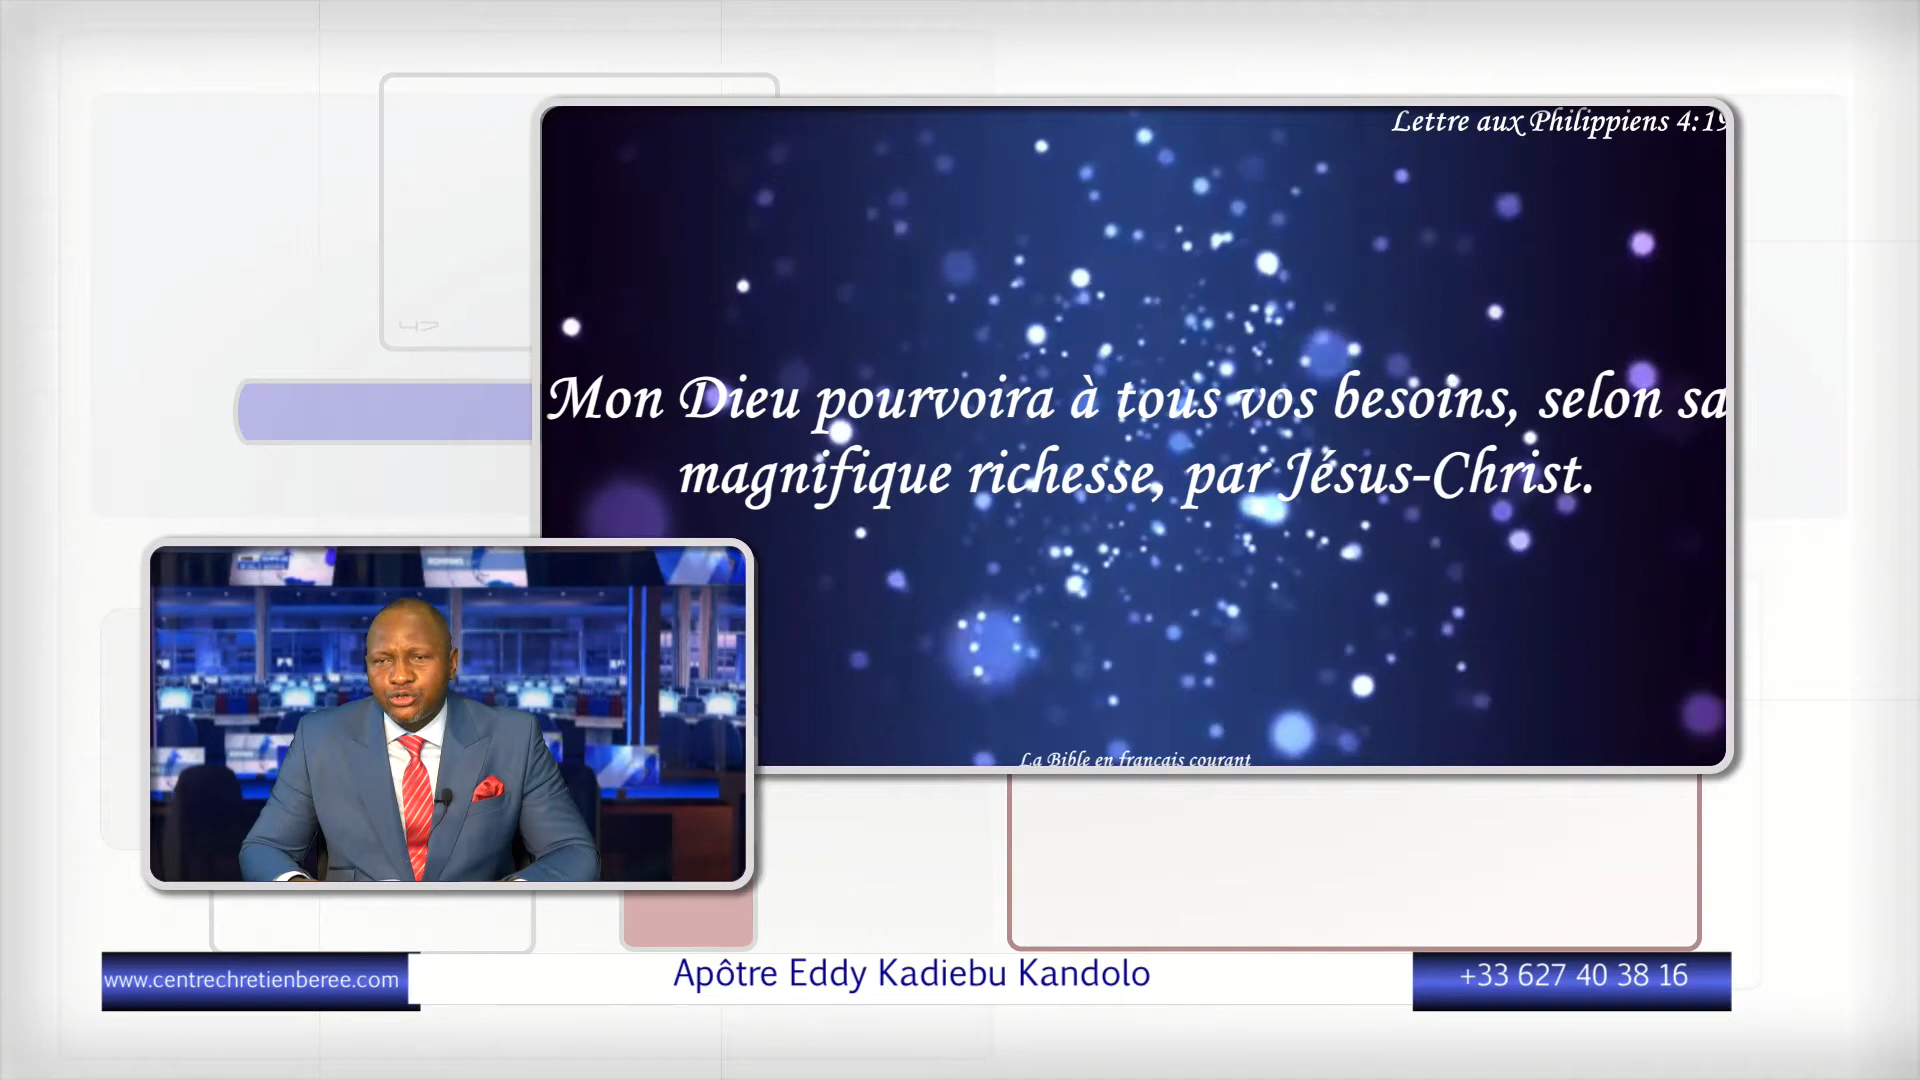 Lettre aux Philippiens 4:19
Mon Dieu pourvoira à tous vos besoins, selon sa
magnifique richesse, par Jésus-Christ.
La Bible en français courant
www.centrechretienberee.com
Apôtre Eddy Kadiebu Kandolo
+33 627 40 38 16